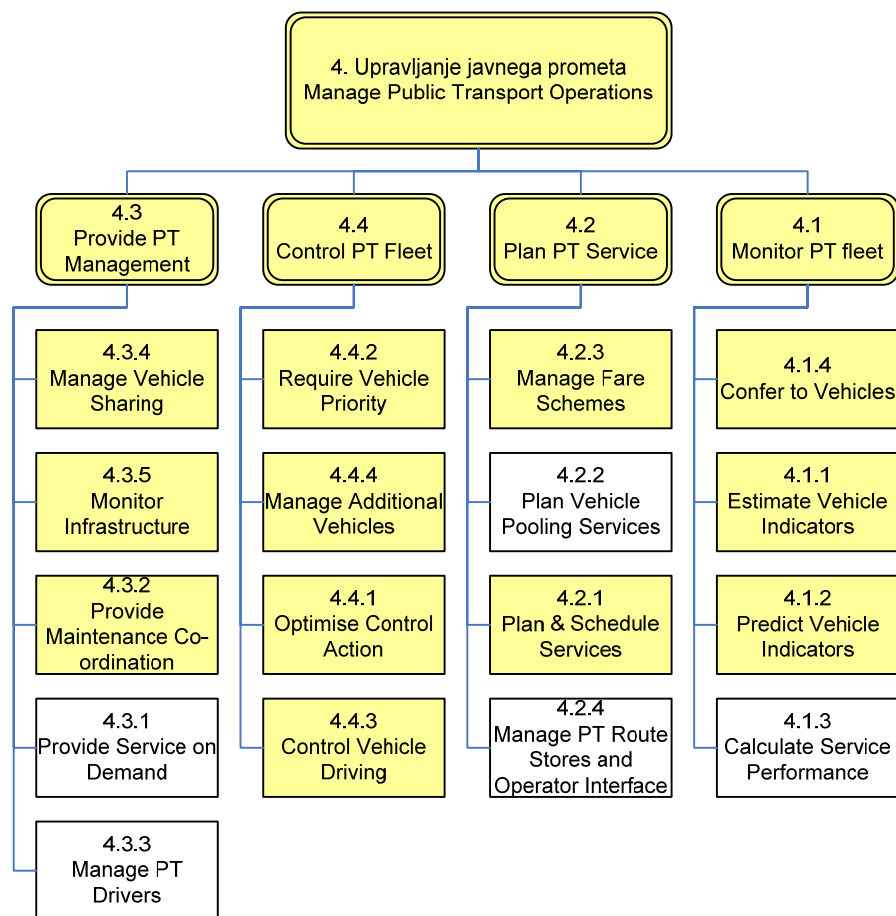 4. Upravljanje javnega prometa
Manage Public Transport Operations
4.3
Provide PT
Management
4.4
Control PT Fleet
4.2
Plan PT Service
4.1
Monitor PT fleet
4.3.4
Manage Vehicle
Sharing
4.4.2
Require Vehicle
Priority
4.2.3
Manage Fare
Schemes
4.1.4
Confer to Vehicles
4.3.5
Monitor
Infrastructure
4.4.4
Manage Additional
Vehicles
4.2.2
Plan Vehicle
Pooling Services
4.1.1
Estimate Vehicle
Indicators
4.3.2
Provide
Maintenance Co-
ordination
4.4.1
Optimise Control
Action
4.2.1
Plan & Schedule
Services
4.1.2
Predict Vehicle
Indicators
4.3.1
Provide Service on
Demand
4.4.3
Control Vehicle
Driving
4.2.4
Manage PT Route
Stores and
Operator Interface
4.1.3
Calculate Service
Performance
4.3.3
Manage PT
Drivers